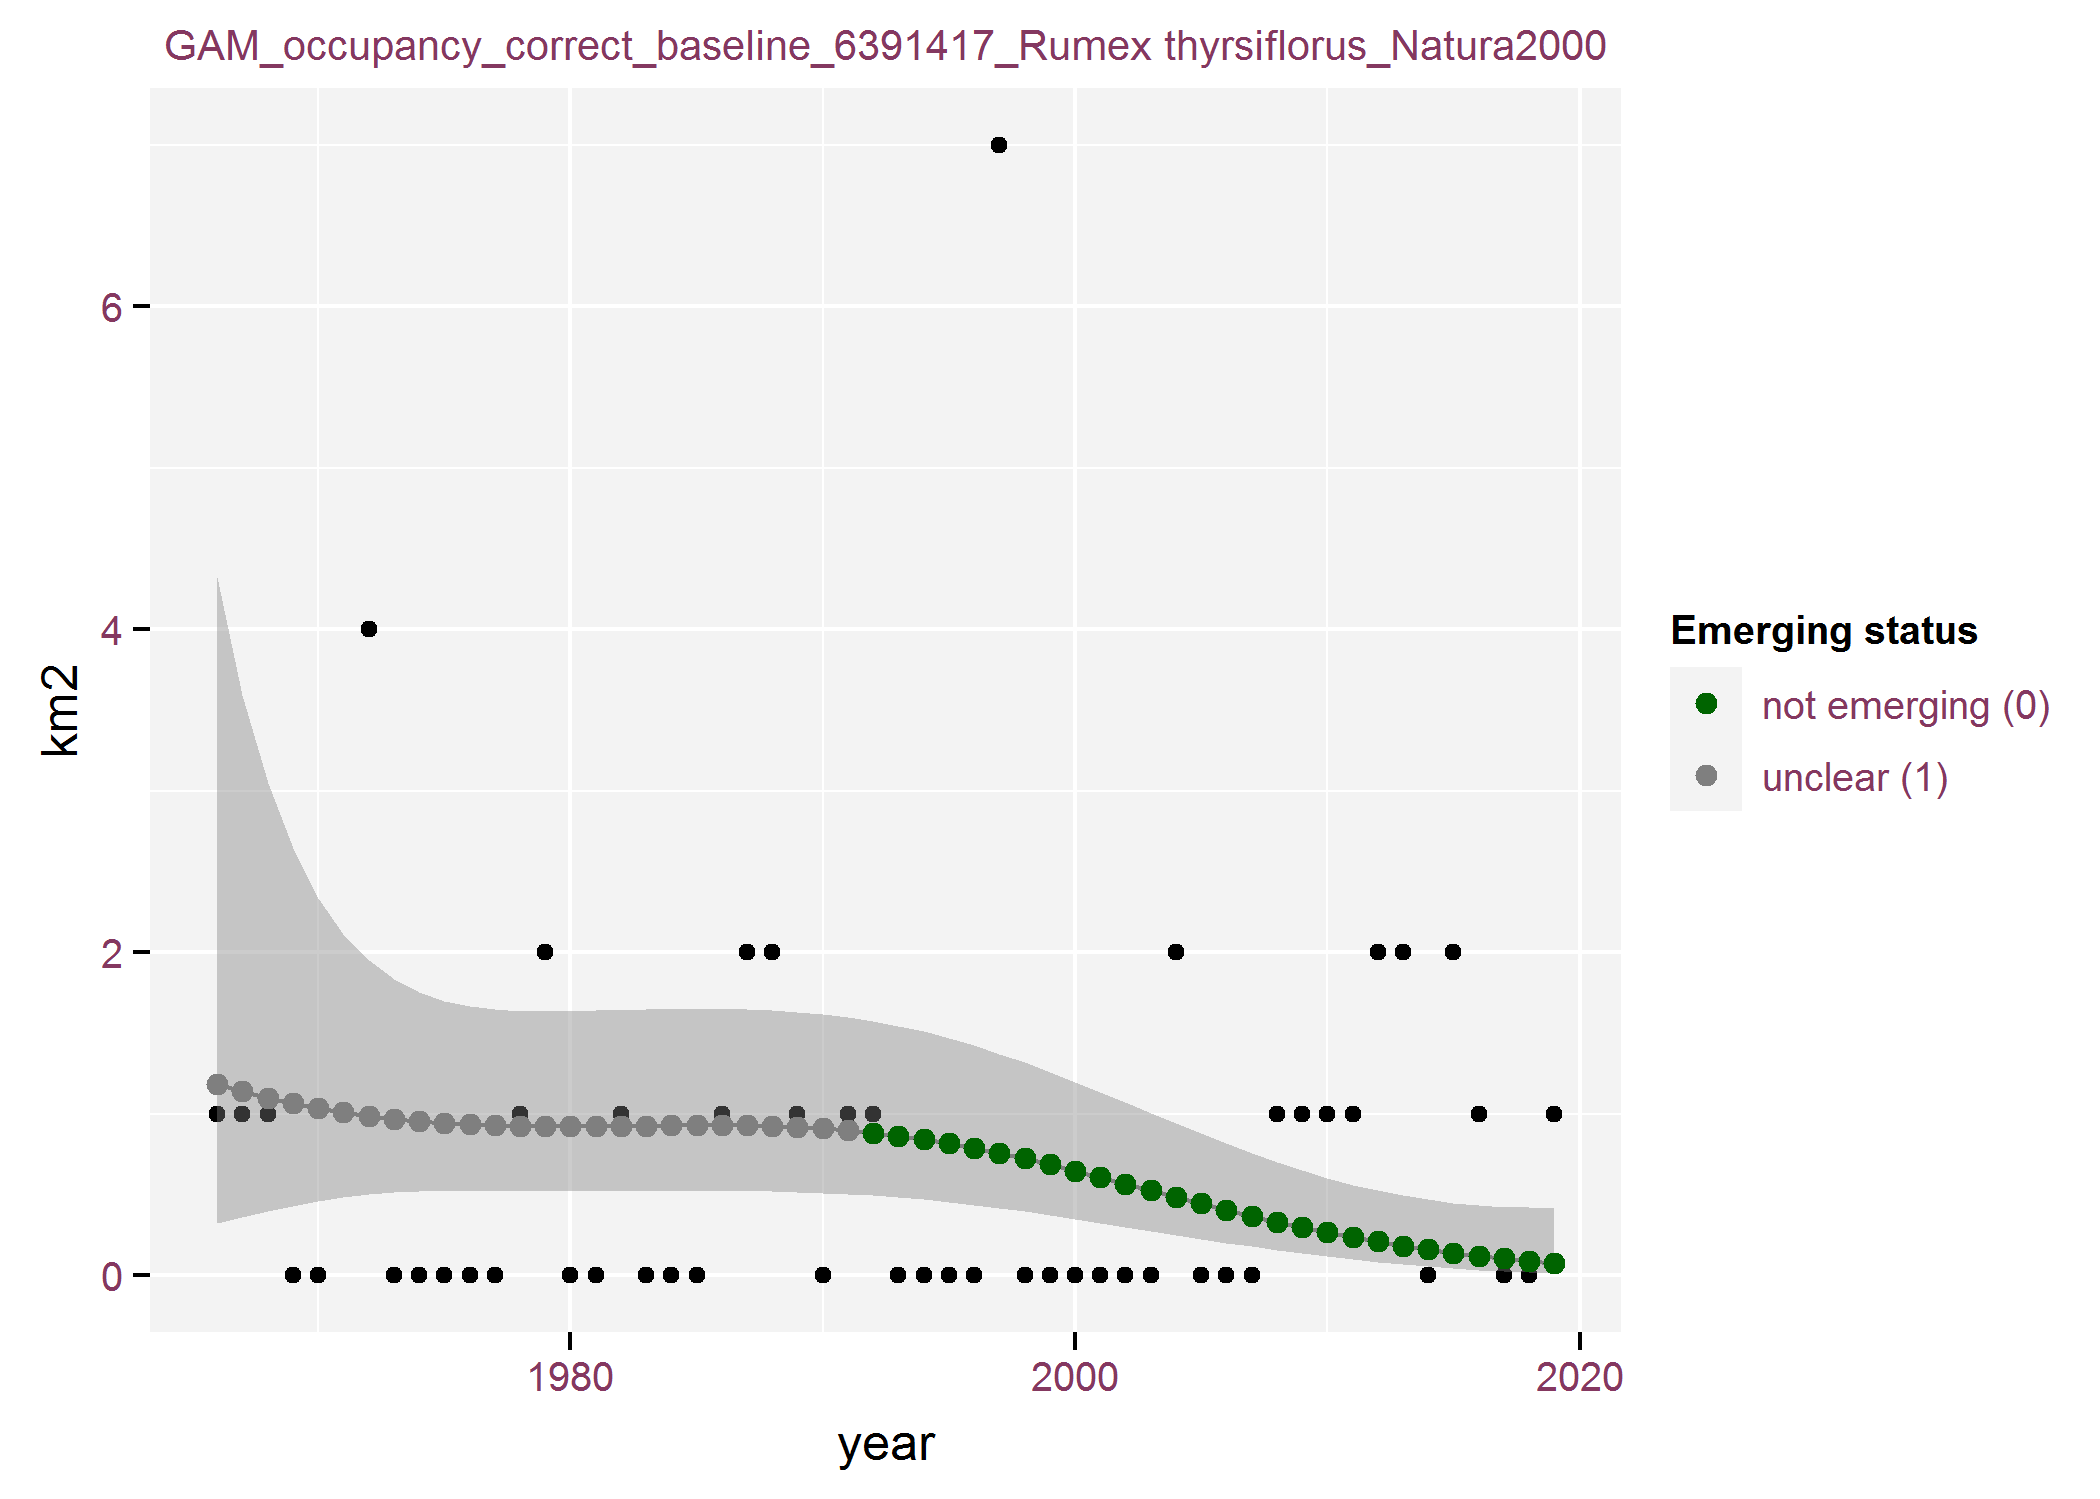 GAM_occupancy_correct_baseline_6391417_Rumex thyrsiflorus_Natura2000
6
4
2
0
km2
1980 2000 2020
year
Emerging status
not emerging (0)
unclear (1)